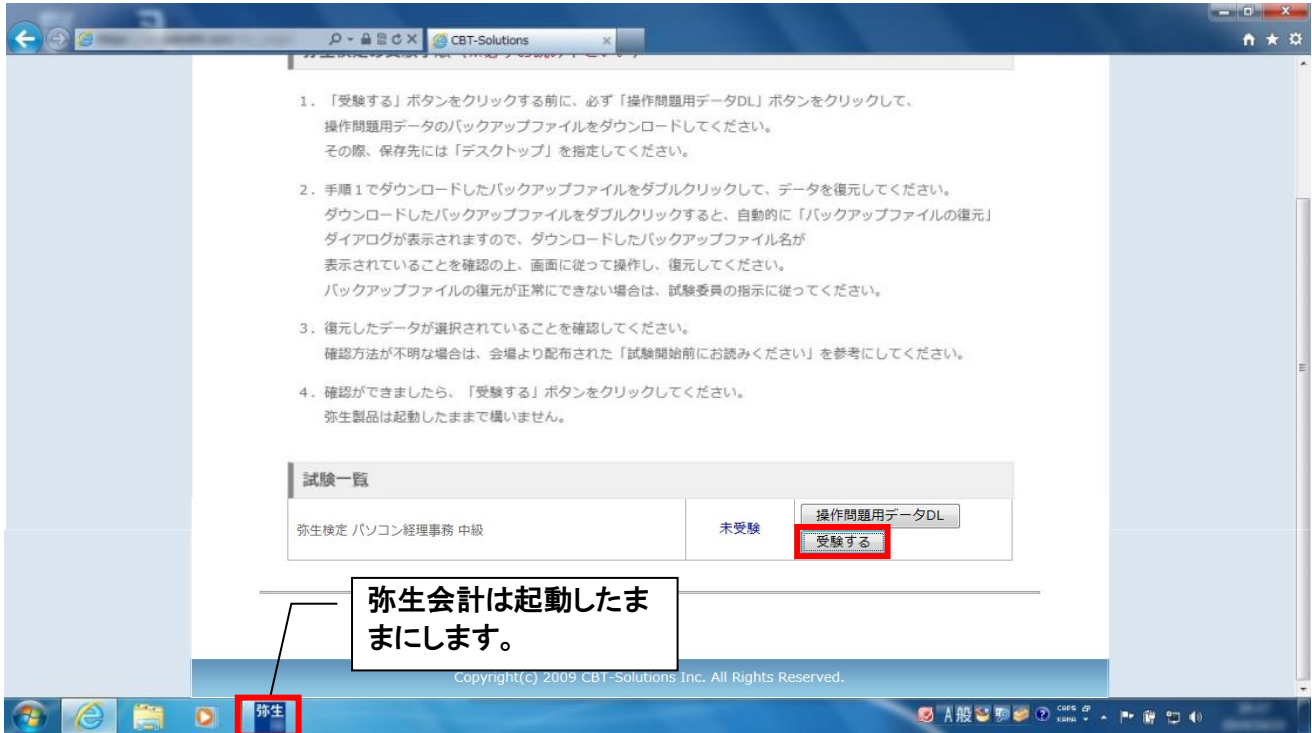 CBT-Solutions
1. 「受験する」ボタンをクリックする前に、必ず「操作問題用データDL」ボタンをクリックして、
操作問題用データのバックアップファイルをダウンロードしてください。
その際、保存先には「デスクトップ」を指定してください。
2. 手順1でダウンロードしたバックアップファイルをダブルクリックして、データを復元してください。
ダウンロードしたバックアップファイルをダブルクリックすると、自動的に「バックアップファイルの復元」
ダイアログが表示されますので、ダウンロードしたバックアップファイル名が
表示されていることを確認の上、画面に従って操作し、復元してください。
バックアップファイルの復元が正常にできない場合は、試験委員の指示に従ってください。
3. 復元したデータが選択されていることを確認してください。
確認方法が不明な場合は、会場より配布された「試験開始前にお読みください」を参考にしてください。
4. 確認ができましたら、「受験する」ボタンをクリックしてください。
弥生製品は起動したままで構いません。
試験一覧
弥生検定 パソコン経理事務 中級
未受験
操作問題用データDL
受験する
弥生会計は起動したま
まにします。
Copyright(c) 2009 CBT-Solutions Inc. All Rights Reserved.
弥生
A 般
CAPS
KANA